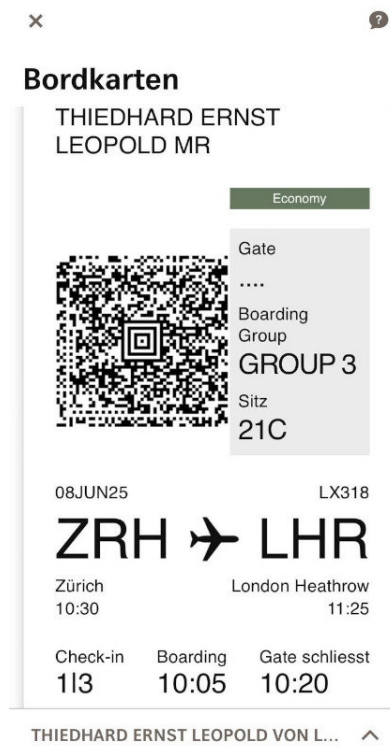 Bordkarten
THIEDHARD ERNST
LEOPOLD MR
Economy
Gate
....
Boarding
Group
GROUP 3
Sitz
21C
08JUN25 LX318
ZRH LHR
Zürich London Heathrow
10:30 11:25
Check-in Boarding Gate schliesst
1|3 10:05 10:20
THIEDHARD ERNST LEOPOLD VON L...